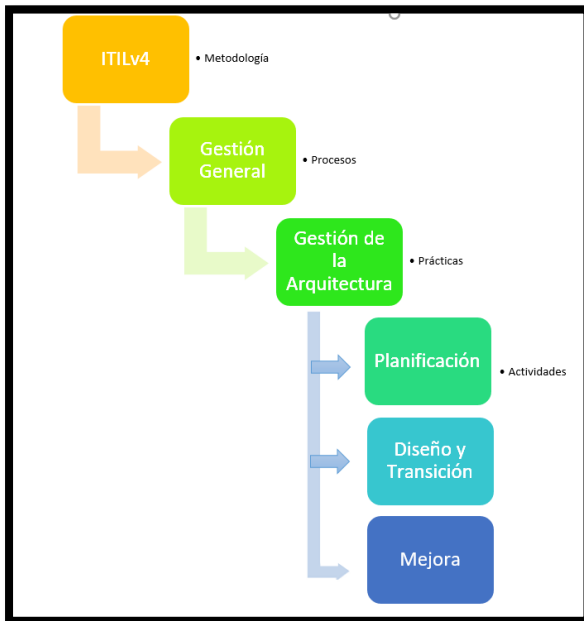 ITILv4
• Metodología
Gestión
General
• Procesos
Gestión de
la
Arquitectura
• Prácticas
Planificación
• Actividades
Diseño y
Transición
Mejora